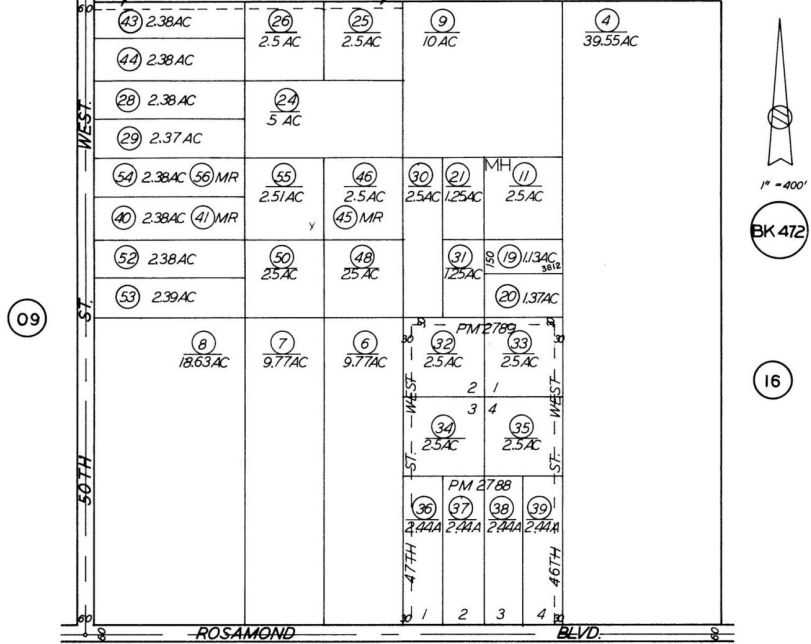 60
43 2.38AC
26 2.5 AC
25 2.5AC
9 10 AC
4 39.55AC
44 2.38AC
28 2.38AC
24 5 AC
29 2.37 AC
WEST.
1" = 400'
54 2.38AC 56 MR
55 2.51AC
46 2.5AC
45 MR
30 2.5AC
21 1.25AC
MH
11 2.5AC
BK 472
40 2.38AC 41 MR
Y
52 2.38AC
50 2.5AC
48 2.5AC
31 1.25AC
150
19 1.13AC
3812
53 2.39AC
20 1.37AC
09
ST.
8 18.63AC
7 9.77AC
6 9.77AC
PM 2789
30
30
32 2.5AC
33 2.5AC
2 1
16
WEST
WEST
3 4
34 2.5AC
35 2.5AC
ST.
ST.
50TH
PM 2788
36 2.44A
37 2.44A
38 2.44A
39 2.44A
47TH
46TH
60
30 1 2 3 4 30
60
ROSAMOND BLVD.
60